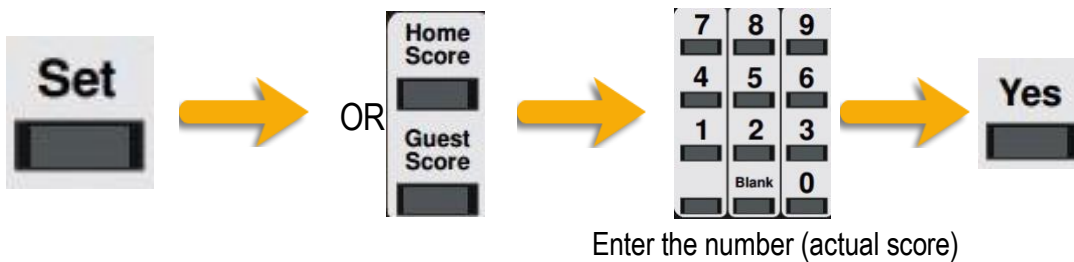 Set
OR
Home
Score
Guest
Score
7 8 9
4 5 6
1 2 3
Blank 0
Yes
Enter the number (actual score)